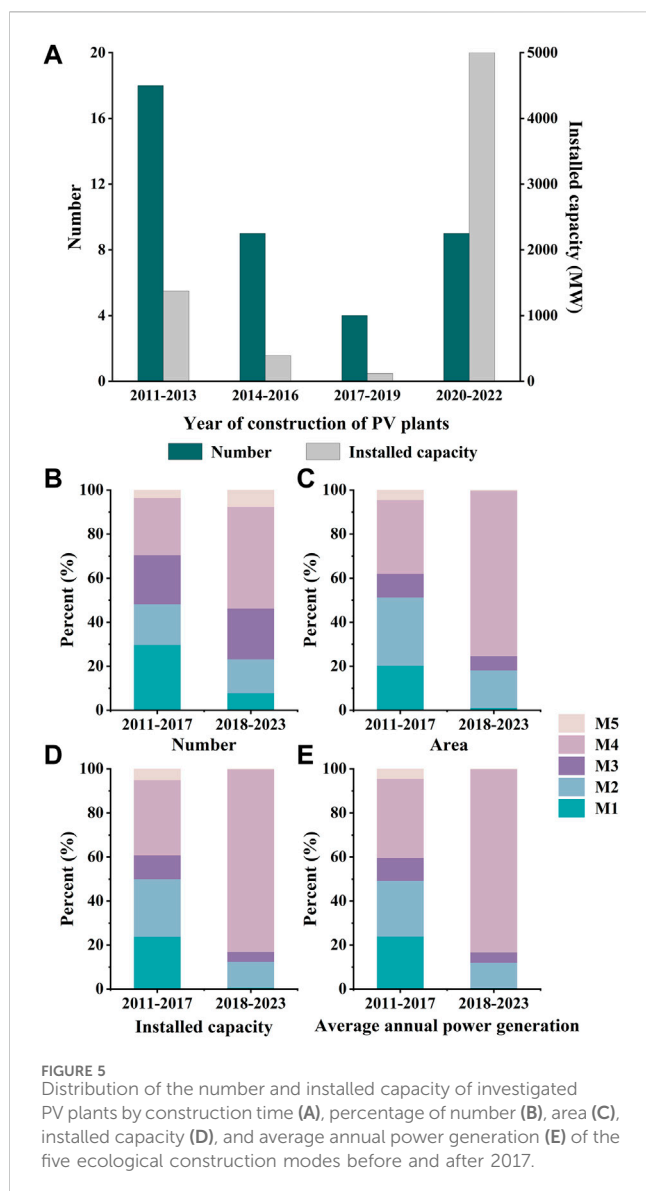 A
20
16
12
8
4
0
Number
5000
4000
3000
2000
1000
0
Installed capacity (MW)
2011-2013 2014-2016 2017-2019 2020-2022
Year of construction of PV plants
Number Installed capacity
B
100
80
60
40
20
0
Percent (%)
2011-2017 2018-2023
Number
C
100
80
60
40
20
0
Percent (%)
2011-2017 2018-2023
Area
M5
M4
M3
M2
M1
D
100
80
60
40
20
0
Percent (%)
2011-2017 2018-2023
Installed capacity
E
100
80
60
40
20
0
Percent (%)
2011-2017 2018-2023
Average annual power generation
FIGURE 5
Distribution of the number and installed capacity of investigated
PV plants by construction time (A), percentage of number (B), area (C),
installed capacity (D), and average annual power generation (E) of the
five ecological construction modes before and after 2017.